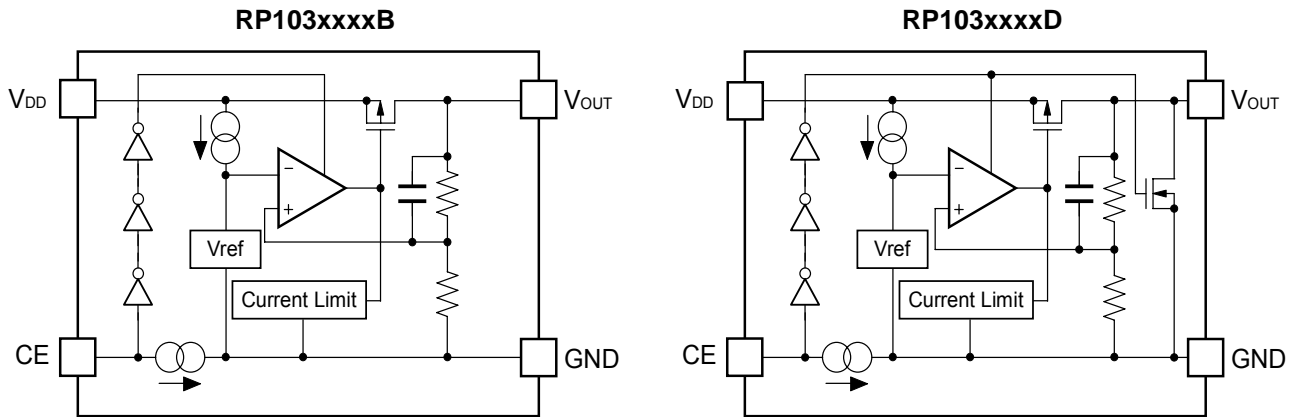 RP103xxxxB
VDD
VOUT
−
+
Vref
Current Limit
CE
GND
RP103xxxxD
VDD
VOUT
−
+
Vref
Current Limit
CE
GND